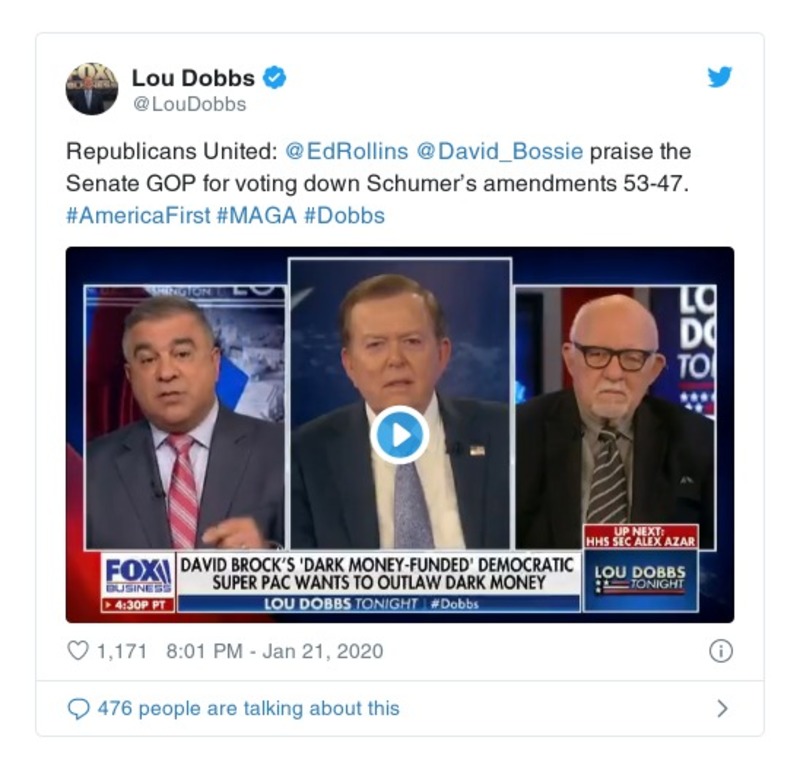 Lou Dobbs
@LouDobbs
Republicans United: @EdRollins @David_Bossie praise the
Senate GOP for voting down Schumer's amendments 53-47.
#AmericaFirst #MAGA #Dobbs
UP NEXT:
HHS SEC ALEX AZAR
FOX
BUSINESS
4:30P PT
DAVID BROCK'S 'DARK MONEY-FUNDED' DEMOCRATIC
SUPER PAC WANTS TO OUTLAW DARK MONEY
LOU DOBBS TONIGHT | #Dobbs
LOU DOBBS
TONIGHT
1,171 8:01 PM - Jan 21, 2020
476 people are talking about this